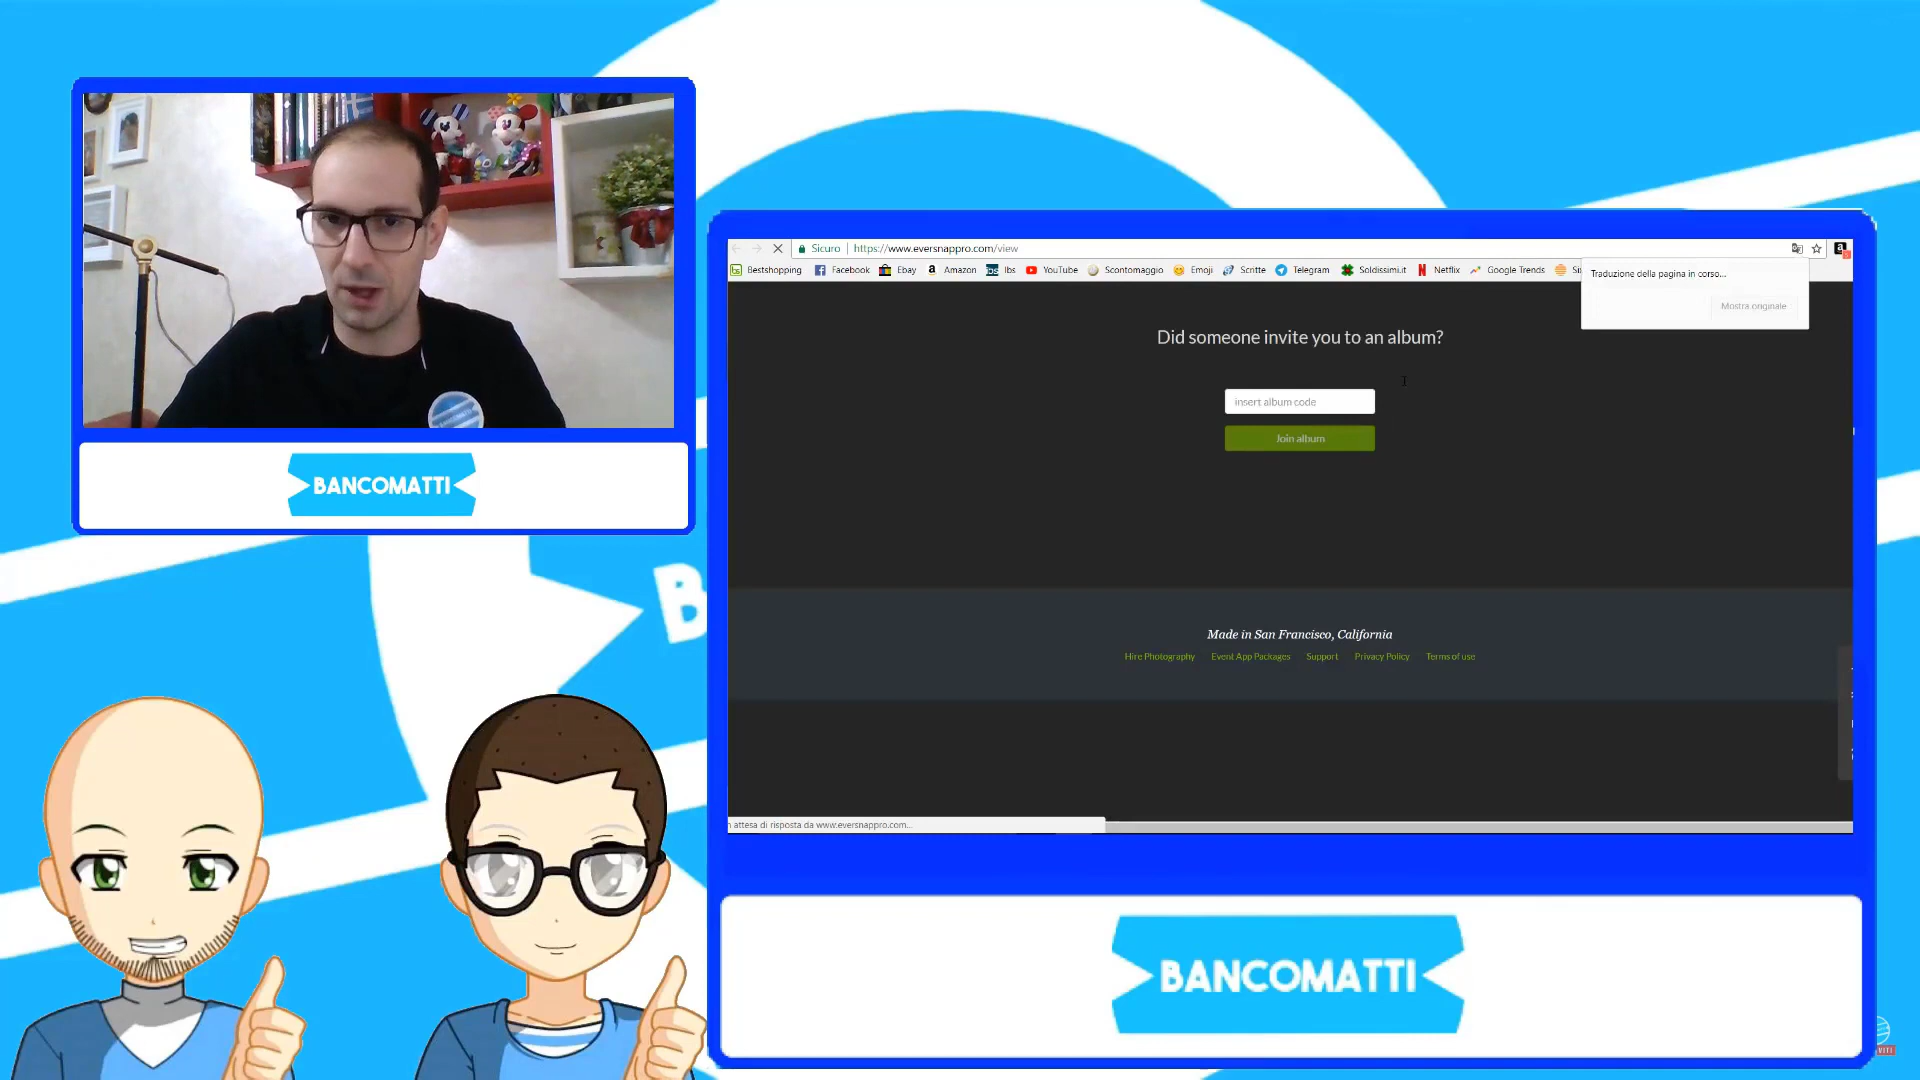 BANCOMATTI
Sicuro
https://www.eversnappro.com/view
Bestshopping
Facebook
Ebay
Amazon
Ibs
YouTube
Scontomaggio
Emoji
Scritte
Telegram
Soldissimi.it
Netflix
Google Trends
Traduzione della pagina in corso...
Mostra originale
Did someone invite you to an album?
insert album code
Join album
Made in San Francisco, California
Hire Photography
Event App Packages
Support
Privacy Policy
Terms of use
attesa di risposta da www.eversnappro.com...
B
BANCOMATTI